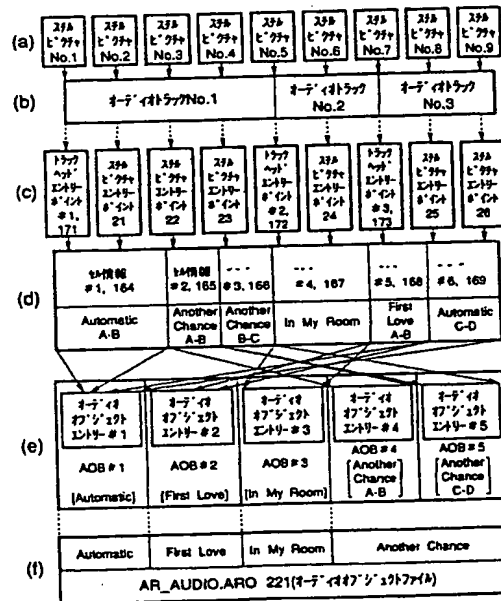 (a)
スチル ピクチャ No.1
スチル ピクチャ No.2
スチル ピクチャ No.3
スチル ピクチャ No.4
スチル ピクチャ No.5
スチル ピクチャ No.6
スチル ピクチャ No.7
スチル ピクチャ No.8
スチル ピクチャ No.9
(b)
オーディオトラックNo.1
オーディオトラック No.2
オーディオトラック No.3
(c)
トラック ヘッド エントリー ポイント #1, 171
スチル ピクチャ エントリー ポイント 21
スチル ピクチャ エントリー ポイント 22
スチル ピクチャ エントリー ポイント 23
トラック ヘッド エントリー ポイント #2, 172
スチル ピクチャ エントリー ポイント 24
トラック ヘッド エントリー ポイント #3, 173
スチル ピクチャ エントリー ポイント 25
スチル ピクチャ エントリー ポイント 26
(d)
セル情報 #1, 164
セル情報 #2, 165
--- #3, 166
--- #4, 167
--- #5, 168
--- #6, 169
Automatic A-B
Another Chance A-B
Another Chance B-C
In My Room
First Love A-B
Automatic C-D
(e)
オーディオ オブジェクト エントリー#1
オーディオ オブジェクト エントリー#2
オーディオ オブジェクト エントリー#3
オーディオ オブジェクト エントリー#4
オーディオ オブジェクト エントリー#5
AOB#1 [Automatic]
AOB#2 [First Love]
AOB#3 [In My Room]
AOB#4 [Another Chance A-B]
AOB#5 [Another Chance C-D]
(f)
Automatic
First Love
In My Room
Another Chance
AR_AUDIO.ARO 221(オーディオオブジェクトファイル)